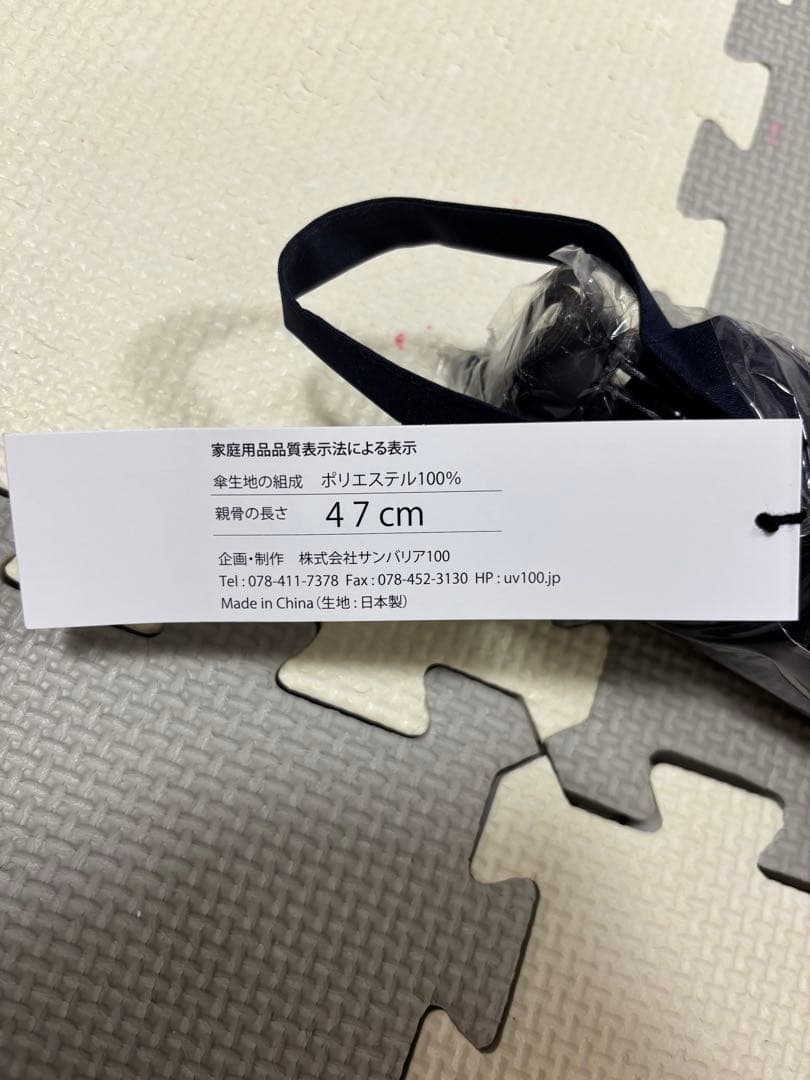 家庭用品品質表示法による表示
傘生地の組成 ポリエステル100%
親骨の長さ 47cm
企画・制作 株式会社サンバリア100
Tel : 078-411-7378 Fax : 078-452-3130 HP : uv100.jp
Made in China（生地 : 日本製）